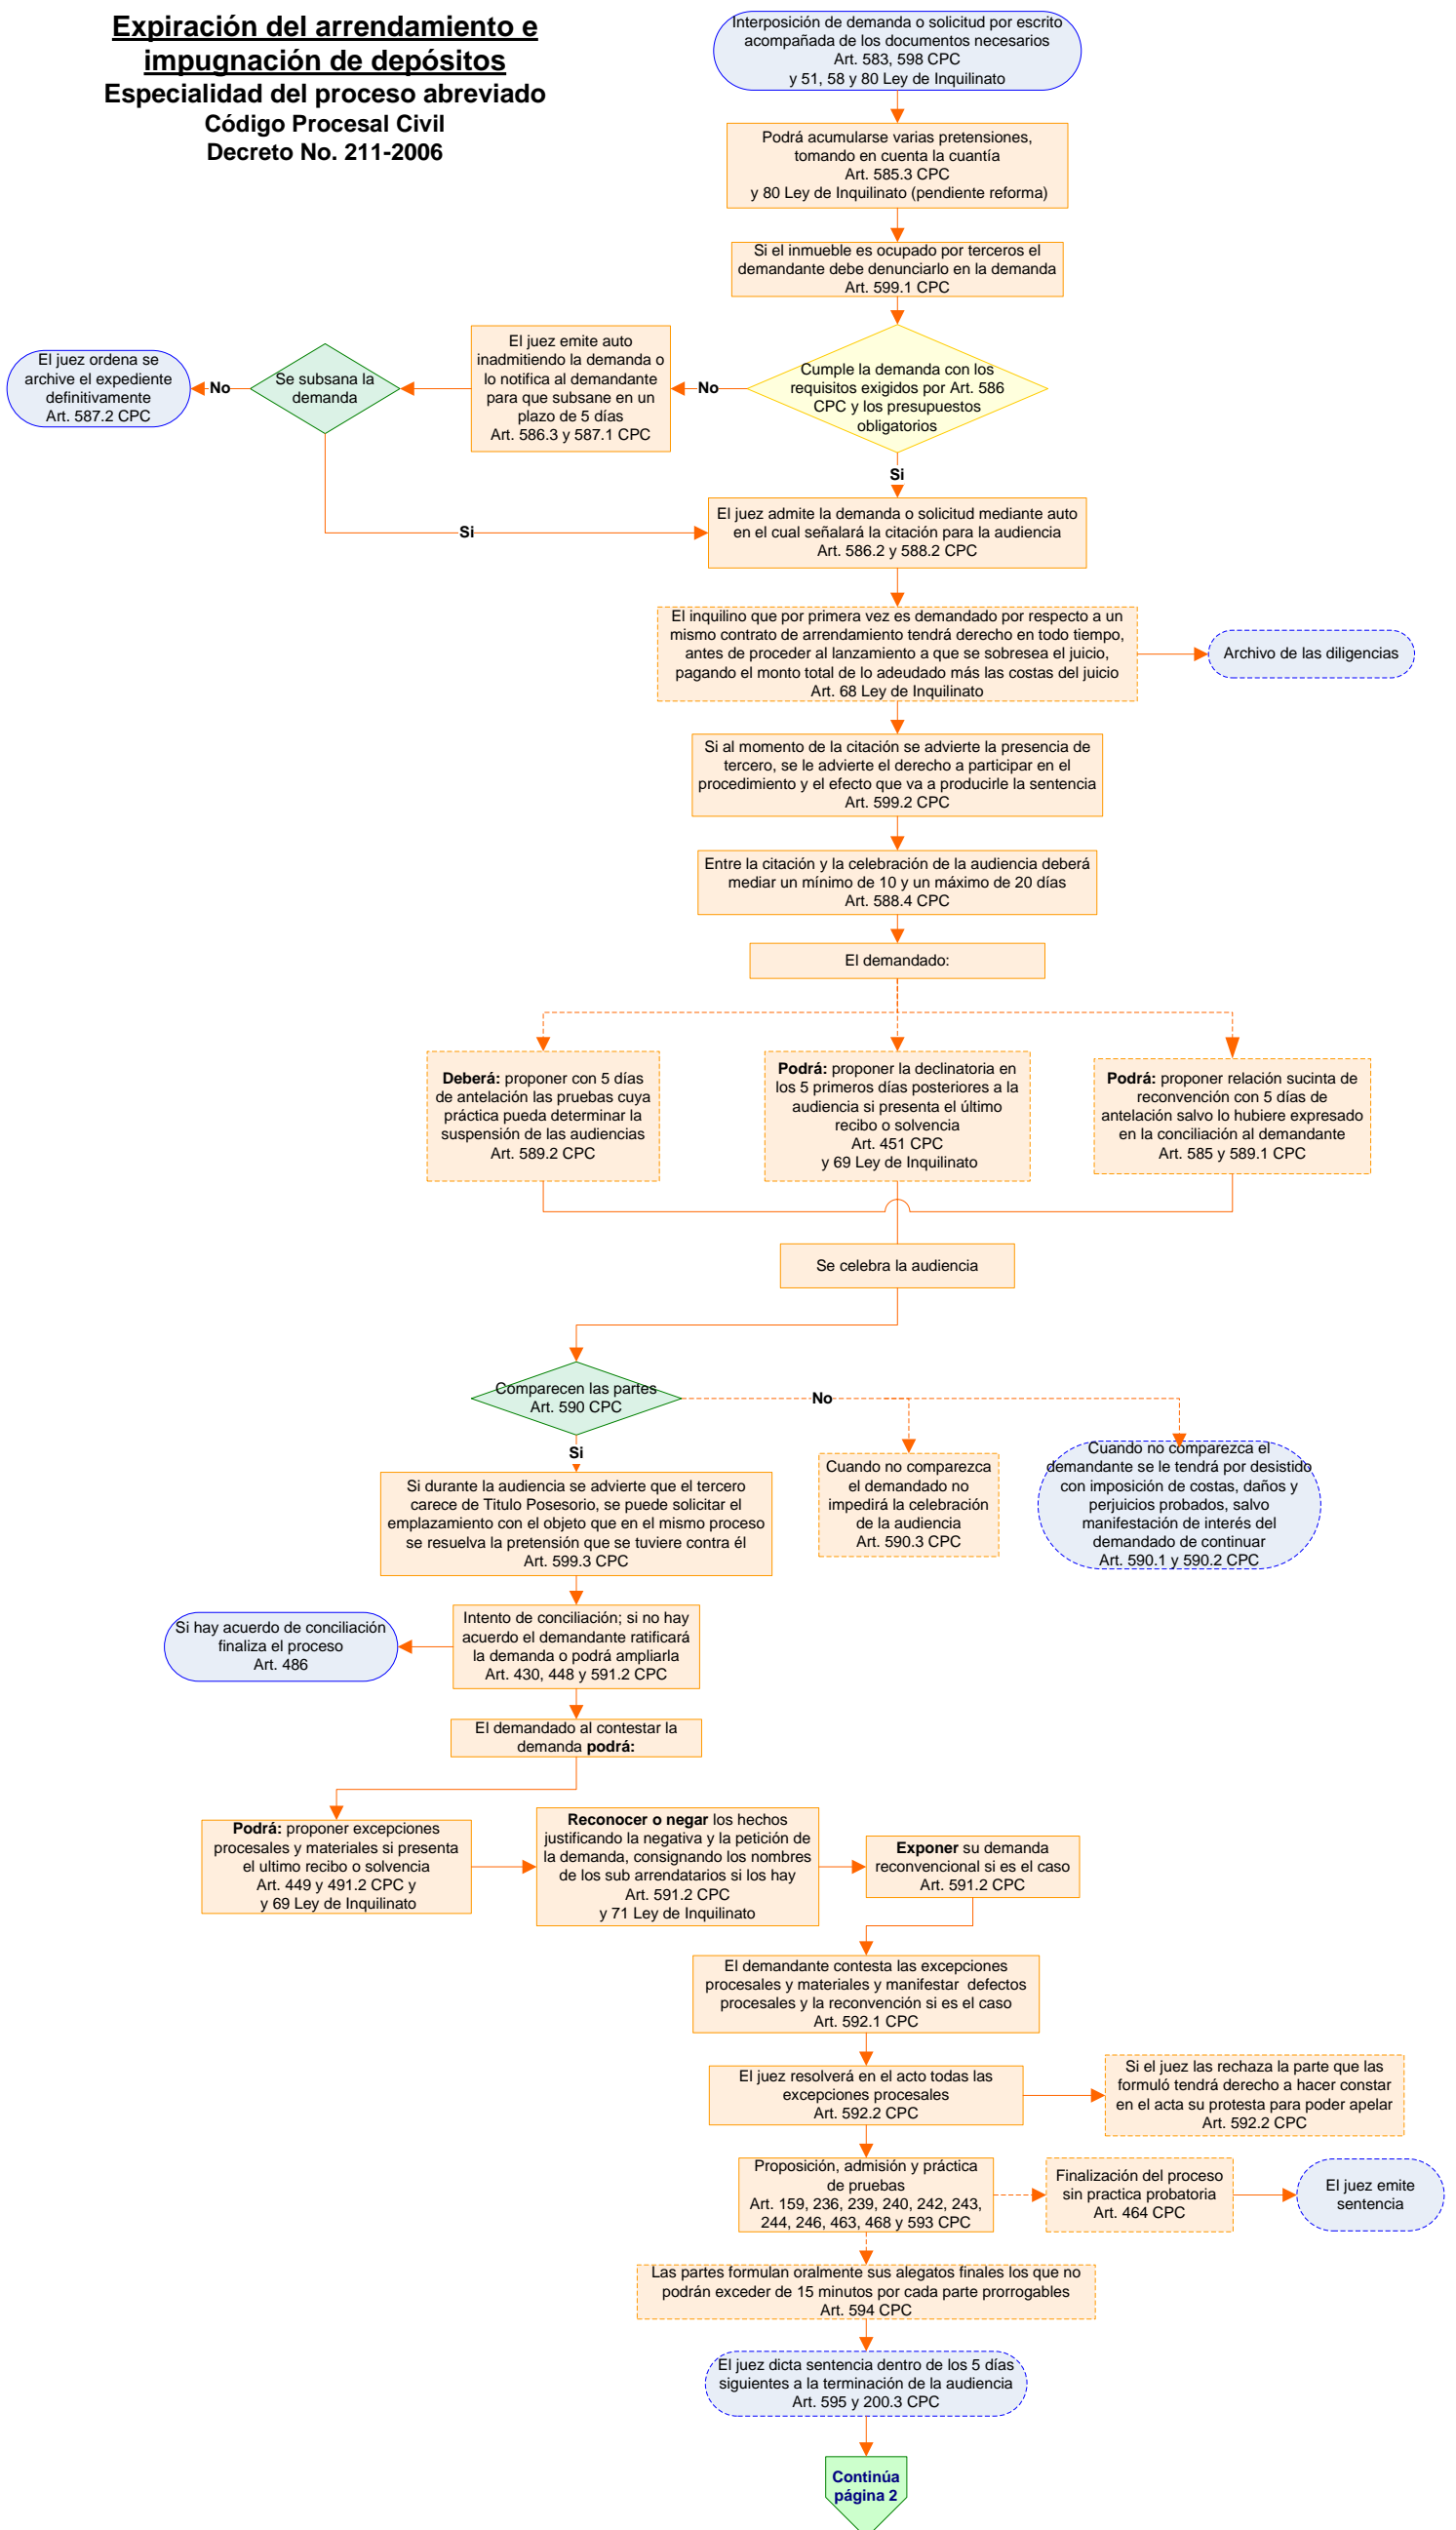 Expiración del arrendamiento e
impugnación de depósitos
Especialidad del proceso abreviado
Código Procesal Civil
Decreto No. 211-2006
Interposición de demanda o solicitud por escrito
acompañada de los documentos necesarios
Art. 583, 598 CPC
y 51, 58 y 80 Ley de Inquilinato
Podrá acumularse varias pretensiones,
tomando en cuenta la cuantía
Art. 585.3 CPC
y 80 Ley de Inquilinato (pendiente reforma)
Si el inmueble es ocupado por terceros el
demandante debe denunciarlo en la demanda
Art. 599.1 CPC
Cumple la demanda con los
requisitos exigidos por Art. 586
CPC y los presupuestos
obligatorios
No
El juez emite auto
inadmitiendo la demanda o
lo notifica al demandante
para que subsane en un
plazo de 5 días
Art. 586.3 y 587.1 CPC
Se subsana la
demanda
No
El juez ordena se
archive el expediente
definitivamente
Art. 587.2 CPC
Si
Si
El juez admite la demanda o solicitud mediante auto
en el cual señalará la citación para la audiencia
Art. 586.2 y 588.2 CPC
El inquilino que por primera vez es demandado por respecto a un
mismo contrato de arrendamiento tendrá derecho en todo tiempo,
antes de proceder al lanzamiento a que se sobresea el juicio,
pagando el monto total de lo adeudado más las costas del juicio
Art. 68 Ley de Inquilinato
Archivo de las diligencias
Si al momento de la citación se advierte la presencia de
tercero, se le advierte el derecho a participar en el
procedimiento y el efecto que va a producirle la sentencia
Art. 599.2 CPC
Entre la citación y la celebración de la audiencia deberá
mediar un mínimo de 10 y un máximo de 20 días
Art. 588.4 CPC
El demandado:
Deberá: proponer con 5 días
de antelación las pruebas cuya
práctica pueda determinar la
suspensión de las audiencias
Art. 589.2 CPC
Podrá: proponer la declinatoria en
los 5 primeros días posteriores a la
audiencia si presenta el último
recibo o solvencia
Art. 451 CPC
y 69 Ley de Inquilinato
Podrá: proponer relación sucinta de
reconvención con 5 días de
antelación salvo lo hubiere expresado
en la conciliación al demandante
Art. 585 y 589.1 CPC
Se celebra la audiencia
Comparecen las partes
Art. 590 CPC
No
Si
Cuando no comparezca
el demandado no
impedirá la celebración
de la audiencia
Art. 590.3 CPC
Cuando no comparezca el
demandante se le tendrá por desistido
con imposición de costas, daños y
perjuicios probados, salvo
manifestación de interés del
demandado de continuar
Art. 590.1 y 590.2 CPC
Si durante la audiencia se advierte que el tercero
carece de Titulo Posesorio, se puede solicitar el
emplazamiento con el objeto que en el mismo proceso
se resuelva la pretensión que se tuviere contra él
Art. 599.3 CPC
Intento de conciliación; si no hay
acuerdo el demandante ratificará
la demanda o podrá ampliarla
Art. 430, 448 y 591.2 CPC
Si hay acuerdo de conciliación
finaliza el proceso
Art. 486
El demandado al contestar la
demanda podrá:
Podrá: proponer excepciones
procesales y materiales si presenta
el ultimo recibo o solvencia
Art. 449 y 491.2 CPC y
y 69 Ley de Inquilinato
Reconocer o negar los hechos
justificando la negativa y la petición de
la demanda, consignando los nombres
de los sub arrendatarios si los hay
Art. 591.2 CPC
y 71 Ley de Inquilinato
Exponer su demanda
reconvencional si es el caso
Art. 591.2 CPC
El demandante contesta las excepciones
procesales y materiales y manifestar defectos
procesales y la reconvención si es el caso
Art. 592.1 CPC
El juez resolverá en el acto todas las
excepciones procesales
Art. 592.2 CPC
Si el juez las rechaza la parte que las
formuló tendrá derecho a hacer constar
en el acta su protesta para poder apelar
Art. 592.2 CPC
Proposición, admisión y práctica
de pruebas
Art. 159, 236, 239, 240, 242, 243,
244, 246, 463, 468 y 593 CPC
Finalización del proceso
sin practica probatoria
Art. 464 CPC
El juez emite
sentencia
Las partes formulan oralmente sus alegatos finales los que no
podrán exceder de 15 minutos por cada parte prorrogables
Art. 594 CPC
El juez dicta sentencia dentro de los 5 días
siguientes a la terminación de la audiencia
Art. 595 y 200.3 CPC
Continúa
página 2